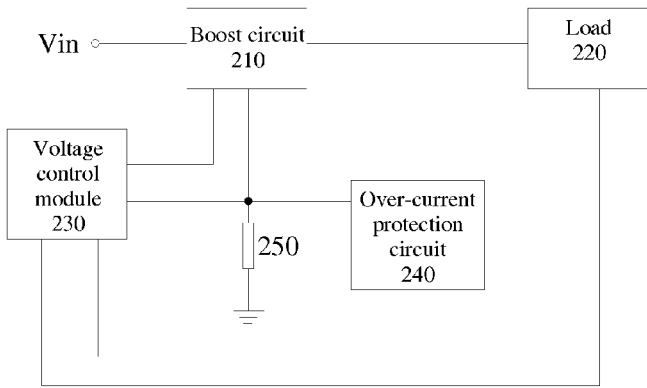 Vin
Boost circuit
210
Load
220
Voltage
control
module
230
250
Over-current
protection
circuit
240